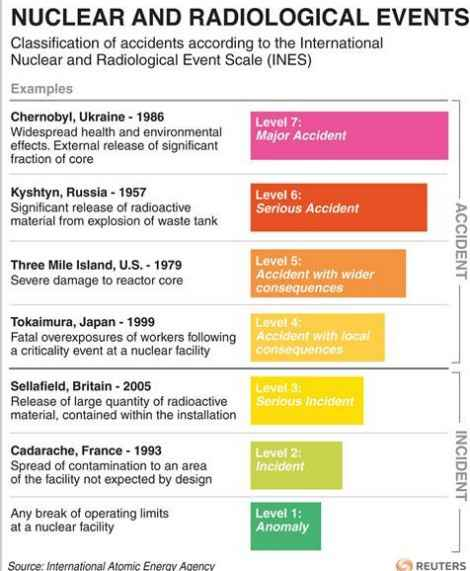 NUCLEAR AND RADIOLOGICAL EVENTS
Classification of accidents according to the International
Nuclear and Radiological Event Scale (INES)
Examples
Chernobyl, Ukraine - 1986
Widespread health and environmental
effects. External release of significant
fraction of core
Level 7:
Major Accident
Kyshtyn, Russia - 1957
Significant release of radioactive
material from explosion of waste tank
Level 6:
Serious Accident
Three Mile Island, U.S. - 1979
Severe damage to reactor core
Level 5:
Accident with wider
consequences
Tokaimura, Japan - 1999
Fatal overexposures of workers following
a criticality event at a nuclear facility
Level 4:
Accident with local
consequences
ACCIDENT
Sellafield, Britain - 2005
Release of large quantity of radioactive
material, contained within the installation
Level 3:
Serious Incident
Cadarache, France - 1993
Spread of contamination to an area
of the facility not expected by design
Level 2:
Incident
Any break of operating limits
at a nuclear facility
Level 1:
Anomaly
INCIDENT
Source: International Atomic Energy Agency
REUTERS